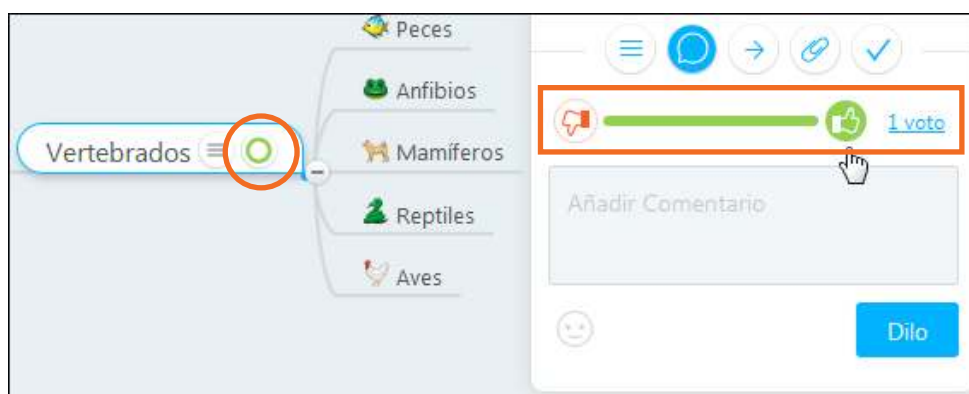 Peces
Anfibios
Vertebrados
Mamíferos
Reptiles
Aves
1 voto
Añadir Comentario
Dilo